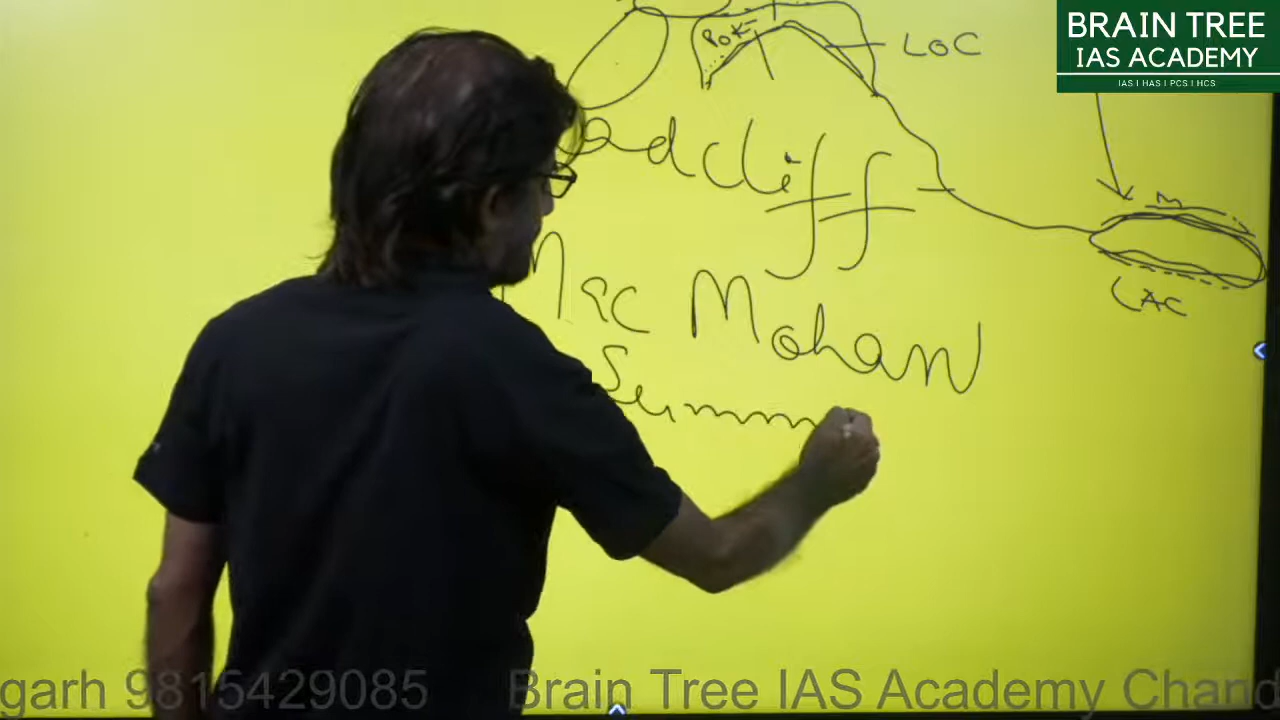 BRAIN TREE
IAS ACADEMY
IAS I HAS I PCS I HCS
POK
LOC
adcliff
M
LAC
Mac Mohan
Summ
garh 9815429085 Brain Tree IAS Academy Chand